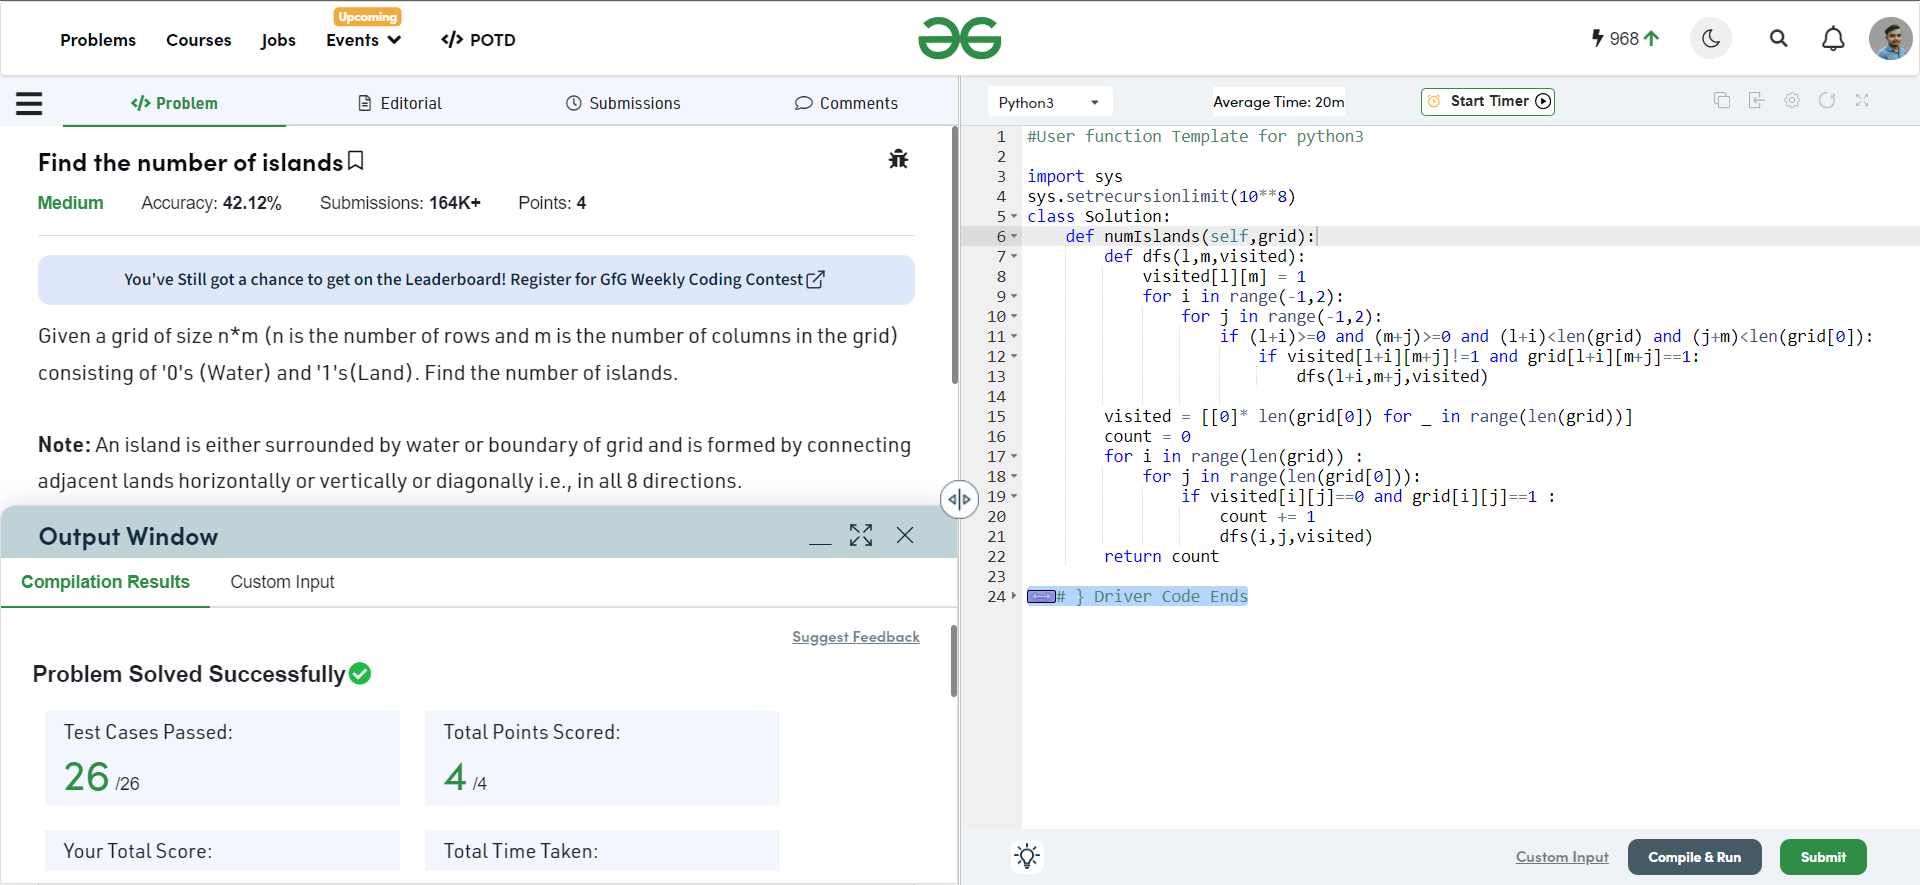 Upcoming
Problems Courses Jobs Events </> POTD
968
</> Problem Editorial Submissions Comments
Find the number of islands
Medium Accuracy: 42.12% Submissions: 164K+ Points: 4
You've Still got a chance to get on the Leaderboard! Register for GfG Weekly Coding Contest
Given a grid of size n*m (n is the number of rows and m is the number of columns in the grid)
consisting of '0's (Water) and '1's(Land). Find the number of islands.
Note: An island is either surrounded by water or boundary of grid and is formed by connecting
adjacent lands horizontally or vertically or diagonally i.e., in all 8 directions.
Output Window
Compilation Results Custom Input
Suggest Feedback
Problem Solved Successfully
Test Cases Passed:
26 /26
Total Points Scored:
4 /4
Your Total Score:
Total Time Taken:
Python3 Average Time: 20m Start Timer
1 #User function Template for python3
2
3 import sys
4 sys.setrecursionlimit(10**8)
5 class Solution:
6     def numIslands(self,grid):
7         def dfs(l,m,visited):
8             visited[l][m] = 1
9             for i in range(-1,2):
10                 for j in range(-1,2):
11                     if (l+i)>=0 and (m+j)>=0 and (l+i)<len(grid) and (j+m)<len(grid[0]):
12                         if visited[l+i][m+j]!=1 and grid[l+i][m+j]==1:
13                             dfs(l+i,m+j,visited)
14
15         visited = [[0]* len(grid[0]) for _ in range(len(grid))]
16         count = 0
17         for i in range(len(grid)) :
18             for j in range(len(grid[0])):
19                 if visited[i][j]==0 and grid[i][j]==1 :
20                     count += 1
21                     dfs(i,j,visited)
22         return count
23
24 # } Driver Code Ends
Custom Input Compile & Run Submit